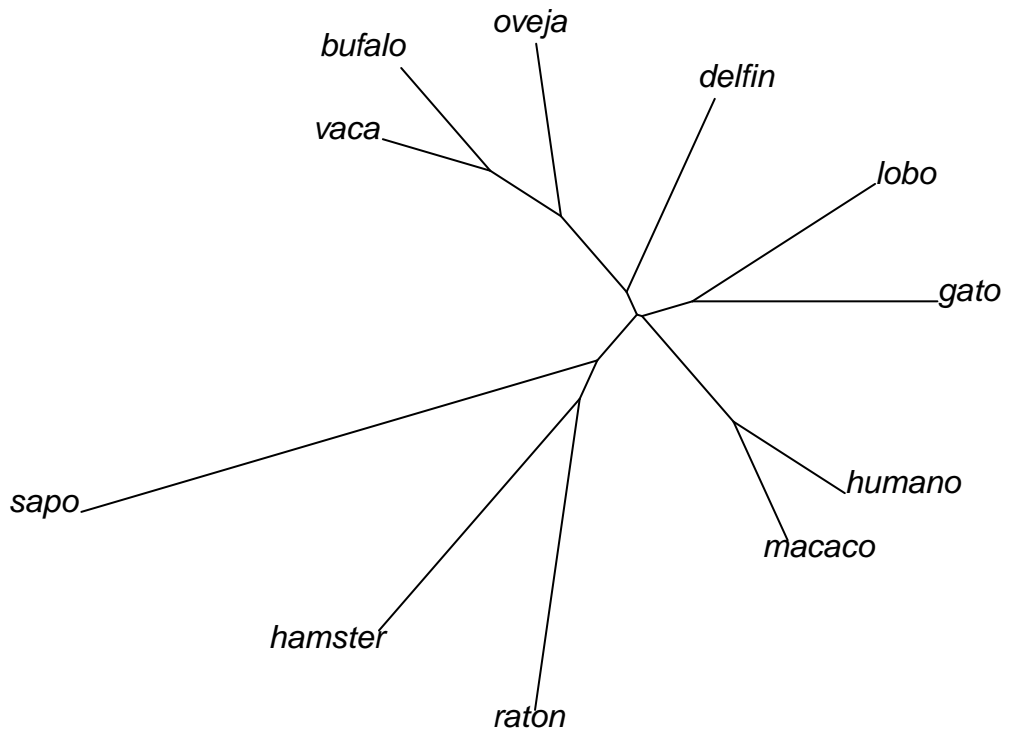 oveja
bufalo
delfin
vaca
lobo
gato
humano
sapo
macaco
hamster
raton